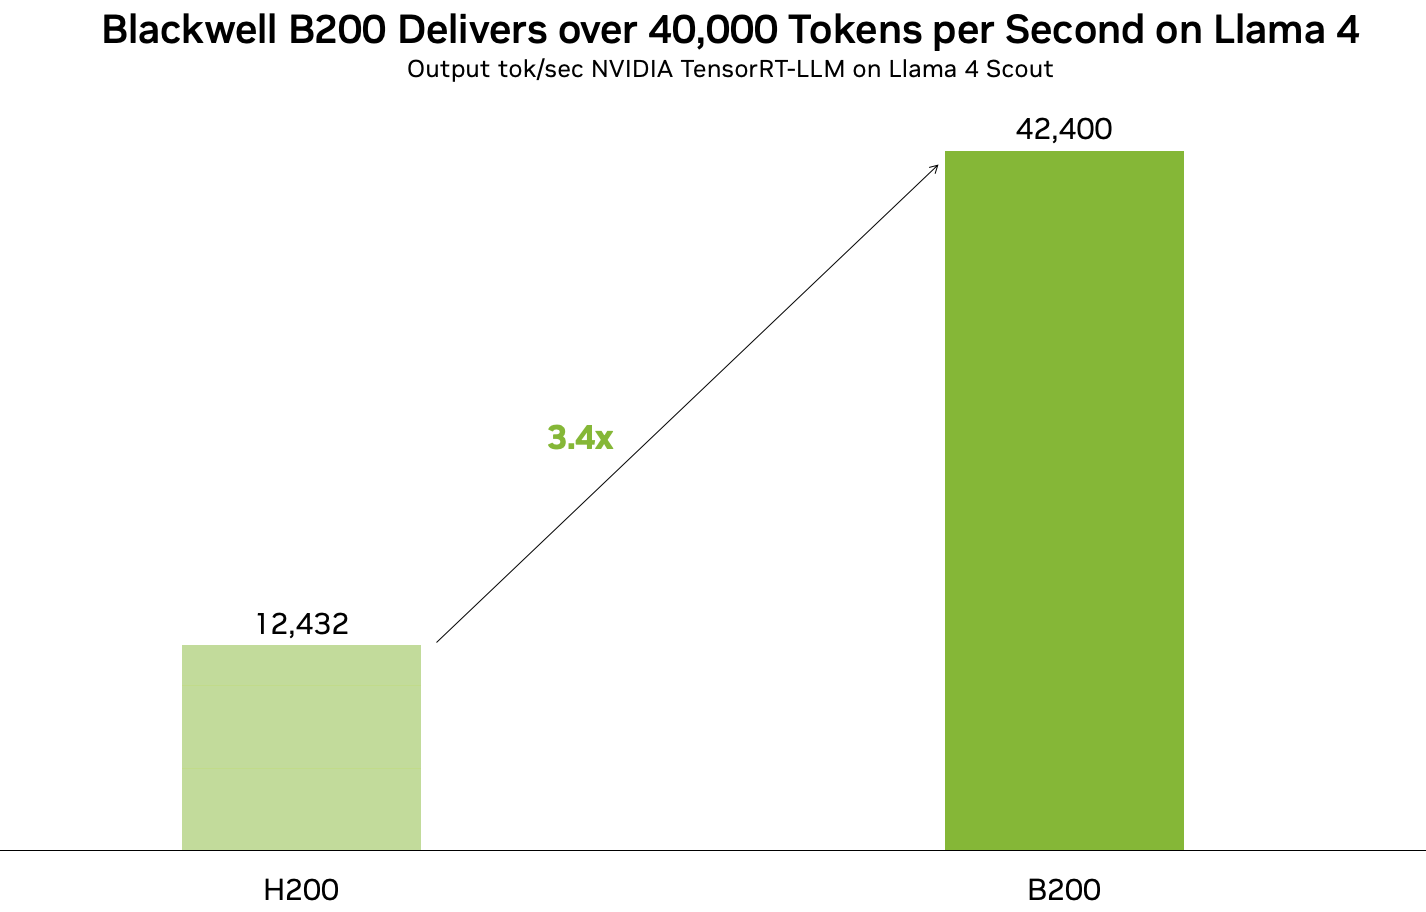 Blackwell B200 Delivers over 40,000 Tokens per Second on Llama 4
Output tok/sec NVIDIA TensorRT-LLM on Llama 4 Scout
42,400
3.4x
12,432
H200
B200